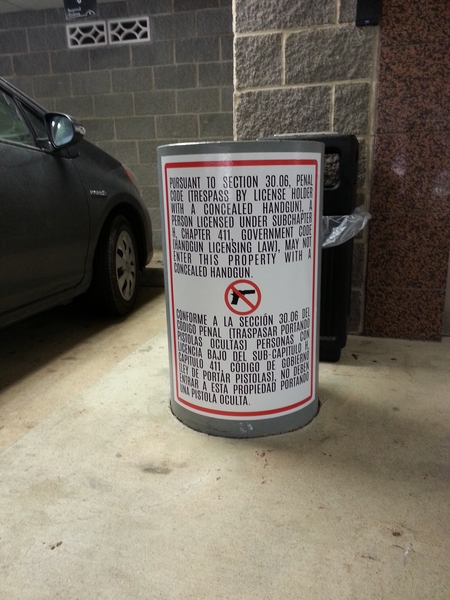 PURSUANT TO SECTION 30.06, PENAL
CODE (TRESPASS BY LICENSE HOLDER
WITH A CONCEALED HANDGUN), A
PERSON LICENSED UNDER SUBCHAPTER
H, CHAPTER 411, GOVERNMENT CODE
(HANDGUN LICENSING LAW), MAY NOT
ENTER THIS PROPERTY WITH A
CONCEALED HANDGUN.
CONFORME A LA SECCIÓN 30.06 DEL
CÓDIGO PENAL (TRASPASAR PORTANDO
PISTOLAS OCULTAS) PERSONAS CON
LICENCIA BAJO DEL SUB-CAPITULO H,
CAPITULO 411, CÓDIGO DE GOBIERNO
(LEY DE PORTAR PISTOLAS), NO DEBEN
ENTRAR A ESTA PROPIEDAD PORTANDO
UNA PISTOLA OCULTA.